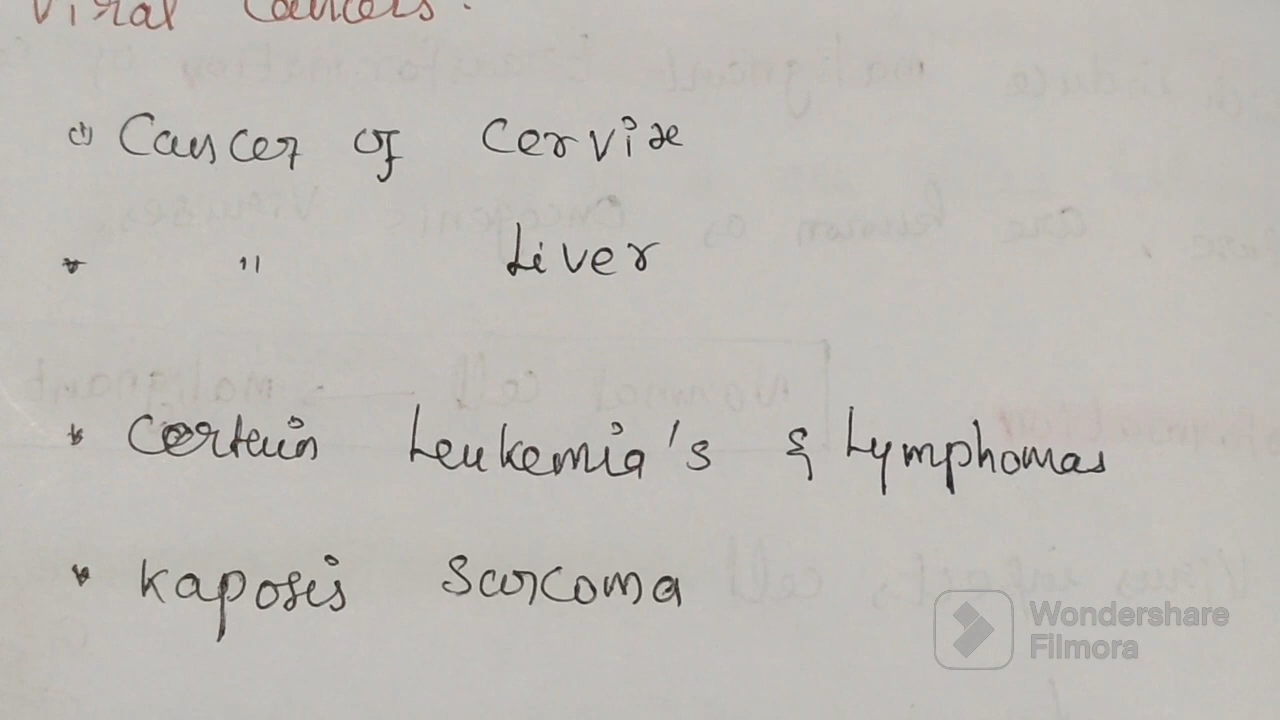 Viral Cancers:
Cancer of Cervix
* " Liver
* Certain Leukemia's & Lymphomas
* Kaposis Sarcoma
Wondershare
Filmora